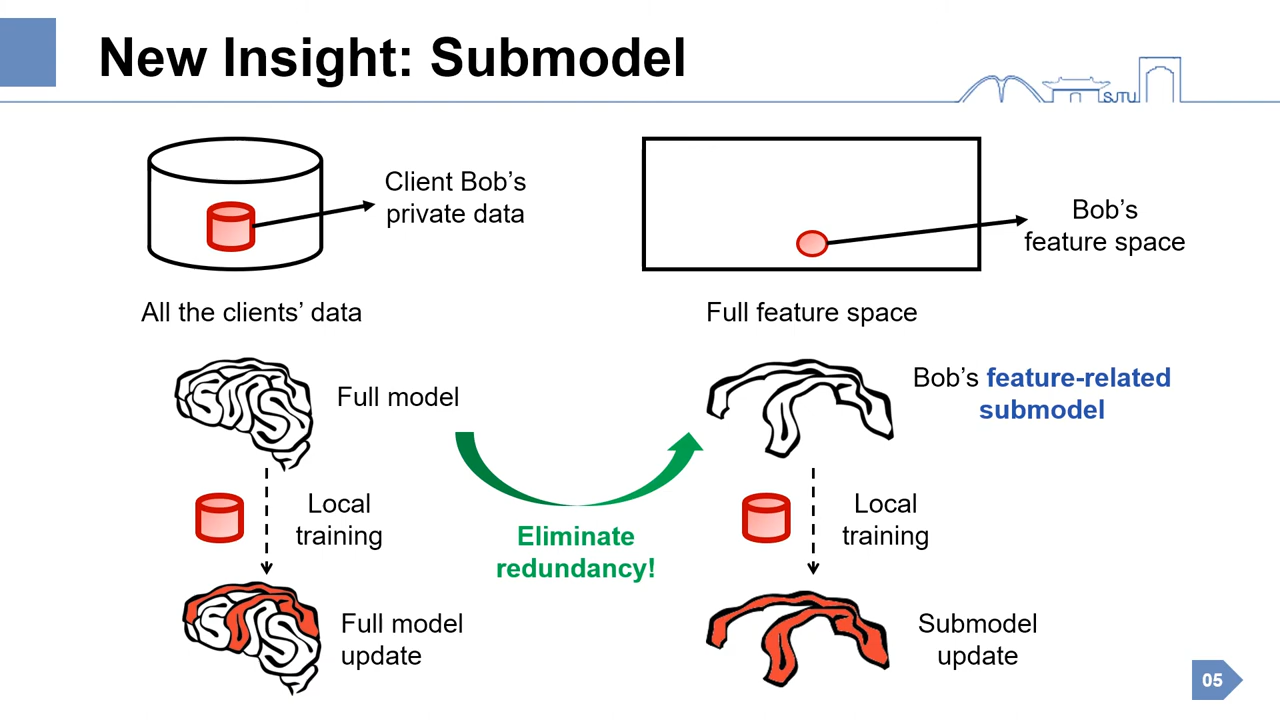 New Insight: Submodel
SJTU
Client Bob’s
private data
Bob’s
feature space
All the clients’ data
Full feature space
Full model
Bob’s feature-related
submodel
Local
training
Local
training
Eliminate
redundancy!
Full model
update
Submodel
update
05